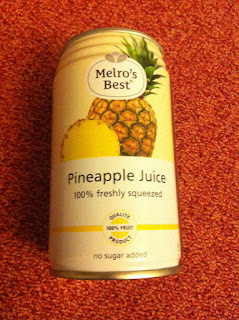 Melro's
Best
Pineapple Juice
100% freshly squeezed
QUALITY
100% FRUIT
PRODUCT
no sugar added